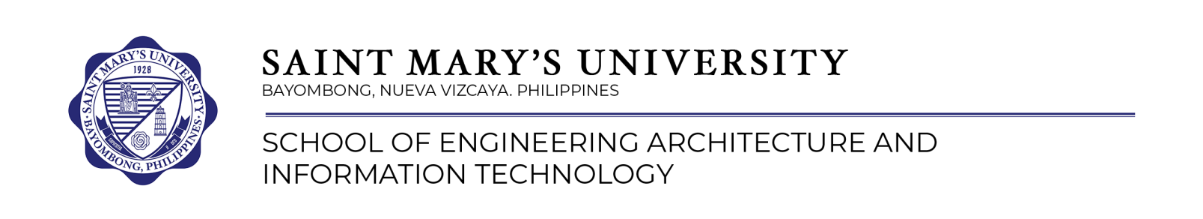 SAINT MARY'S UNIVERSITY
1928
BAYOMBONG, PHILIPPINES
SAINT MARY'S UNIVERSITY
BAYOMBONG, NUEVA VIZCAYA. PHILIPPINES
SCHOOL OF ENGINEERING ARCHITECTURE AND
INFORMATION TECHNOLOGY